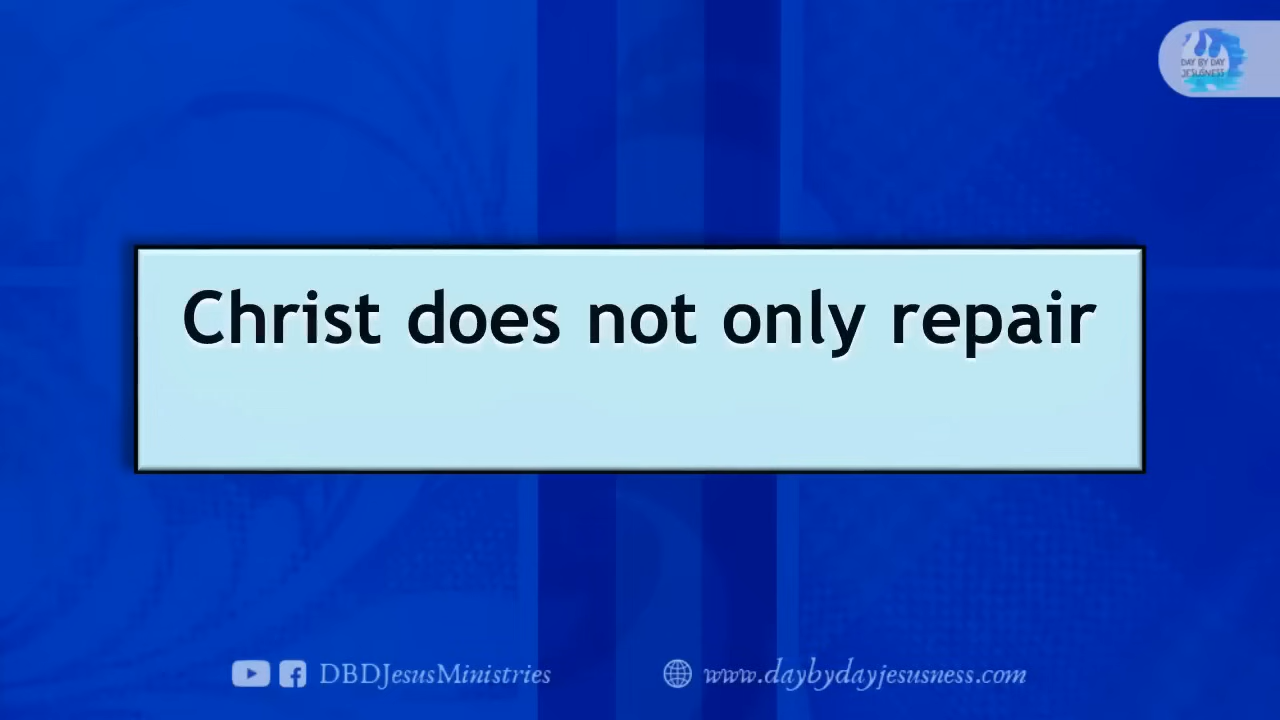 DAY BY DAY
JESUSNESS
Christ does not only repair
DBDJesusMinistries
www.daybydayjesusness.com